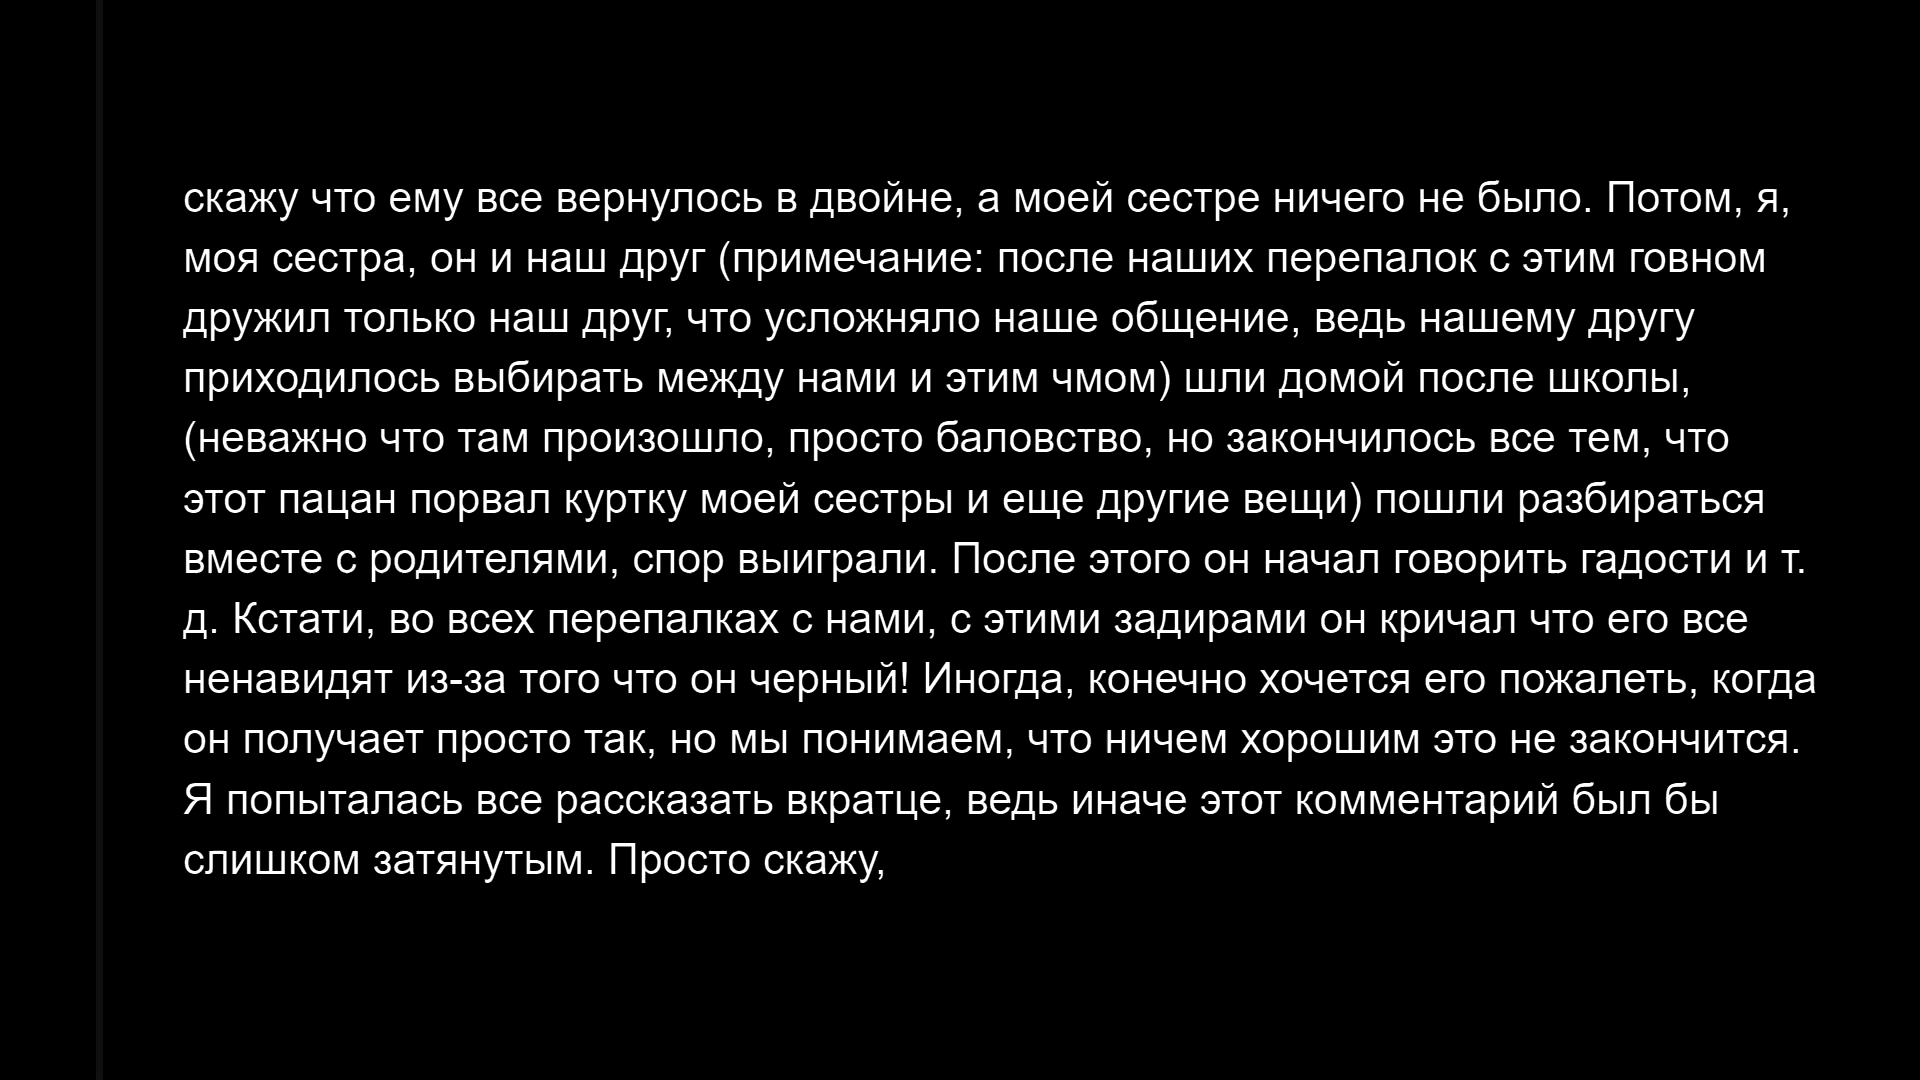 скажу что ему все вернулось в двойне, а моей сестре ничего не было. Потом, я,
моя сестра, он и наш друг (примечание: после наших перепалок с этим говном
дружил только наш друг, что усложняло наше общение, ведь нашему другу
приходилось выбирать между нами и этим чмом) шли домой после школы,
(неважно что там произошло, просто баловство, но закончилось все тем, что
этот пацан порвал куртку моей сестры и еще другие вещи) пошли разбираться
вместе с родителями, спор выиграли. После этого он начал говорить гадости и т.
д. Кстати, во всех перепалках с нами, с этими задирами он кричал что его все
ненавидят из-за того что он черный! Иногда, конечно хочется его пожалеть, когда
он получает просто так, но мы понимаем, что ничем хорошим это не закончится.
Я попыталась все рассказать вкратце, ведь иначе этот комментарий был бы
слишком затянутым. Просто скажу,